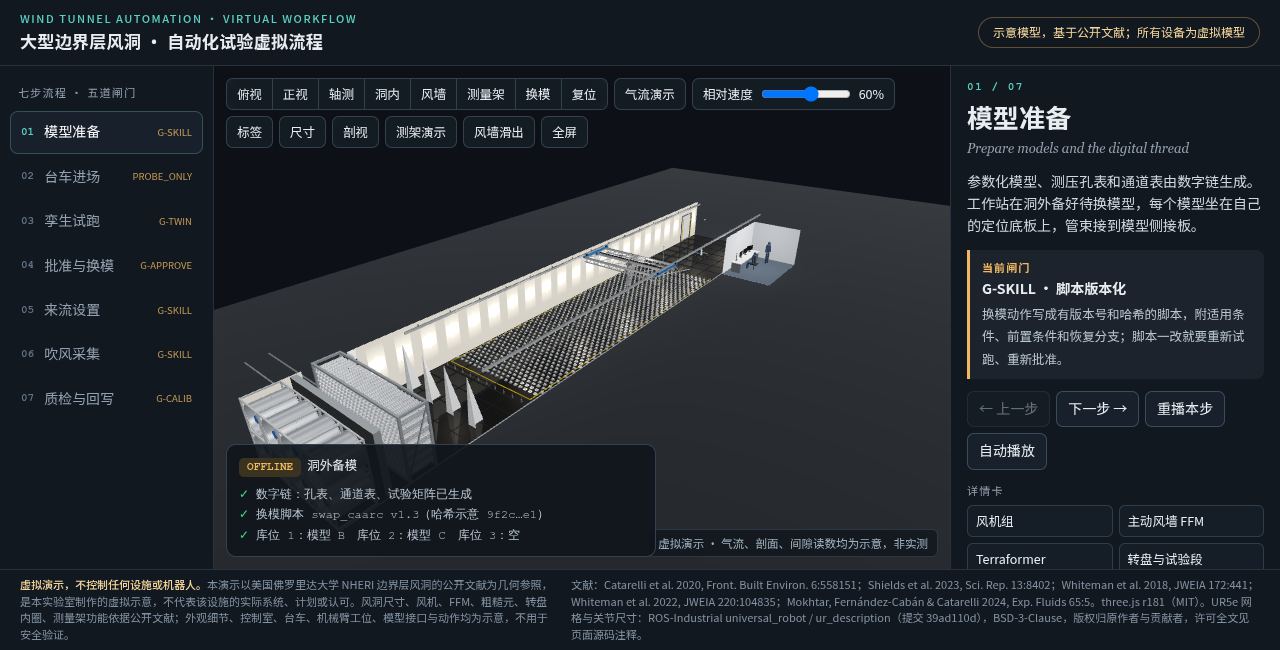 WIND TUNNEL AUTOMATION · VIRTUAL WORKFLOW
大型边界层风洞 · 自动化试验虚拟流程
示意模型，基于公开文献；所有设备为虚拟模型
七步流程 · 五道闸门
01 模型准备 G-SKILL
02 台车进场 PROBE_ONLY
03 孪生试跑 G-TWIN
04 批准与换模 G-APPROVE
05 来流设置 G-SKILL
06 吹风采集 G-SKILL
07 质检与回写 G-CALIB
俯视 正视 轴测 洞内 风墙 测量架 换模 复位 气流演示 相对速度 60%
标签 尺寸 剖视 测架演示 风墙滑出 全屏
OFFLINE 洞外备模
✓ 数字链：孔表、通道表、试验矩阵已生成
✓ 换模脚本 swap_caarc v1.3（哈希示意 9f2c…e1）
✓ 库位 1：模型 B 库位 2：模型 C 库位 3：空
虚拟演示 · 气流、剖面、间隙读数均为示意，非实测
01 / 07
模型准备
Prepare models and the digital thread
参数化模型、测压孔表和通道表由数字链生成。
工作站在洞外备好待换模型，每个模型坐在自己
的定位底板上，管束接到模型侧接板。
当前闸门
G-SKILL · 脚本版本化
换模动作写成有版本号和哈希的脚本，附适用条
件、前置条件和恢复分支；脚本一改就要重新试
跑、重新批准。
← 上一步 下一步 → 重播本步
自动播放
详情卡
风机组 主动风墙 FFM
Terraformer 转盘与试验段
虚拟演示，不控制任何设施或机器人。本演示以美国佛罗里达大学 NHERI 边界层风洞的公开文献为几何参照，
是本实验室制作的虚拟示意，不代表该设施的实际系统、计划或认可。风洞尺寸、风机、FFM、粗糙元、转盘
内圈、测量架功能依据公开文献；外观细节、控制室、台车、机械臂工位、模型接口与动作均为示意，不用于
安全验证。
文献：Catarelli et al. 2020, Front. Built Environ. 6:558151；Shields et al. 2023, Sci. Rep. 13:8402；Whiteman et al. 2018, JWEIA 172:441；
Whiteman et al. 2022, JWEIA 220:104835；Mokhtar, Fernández-Cabán & Catarelli 2024, Exp. Fluids 65:5。three.js r181（MIT）。UR5e 网
格与关节尺寸：ROS-Industrial universal_robot / ur_description（提交 39ad110d），BSD-3-Clause，版权归原作者与贡献者，许可全文见
页面源码注释。